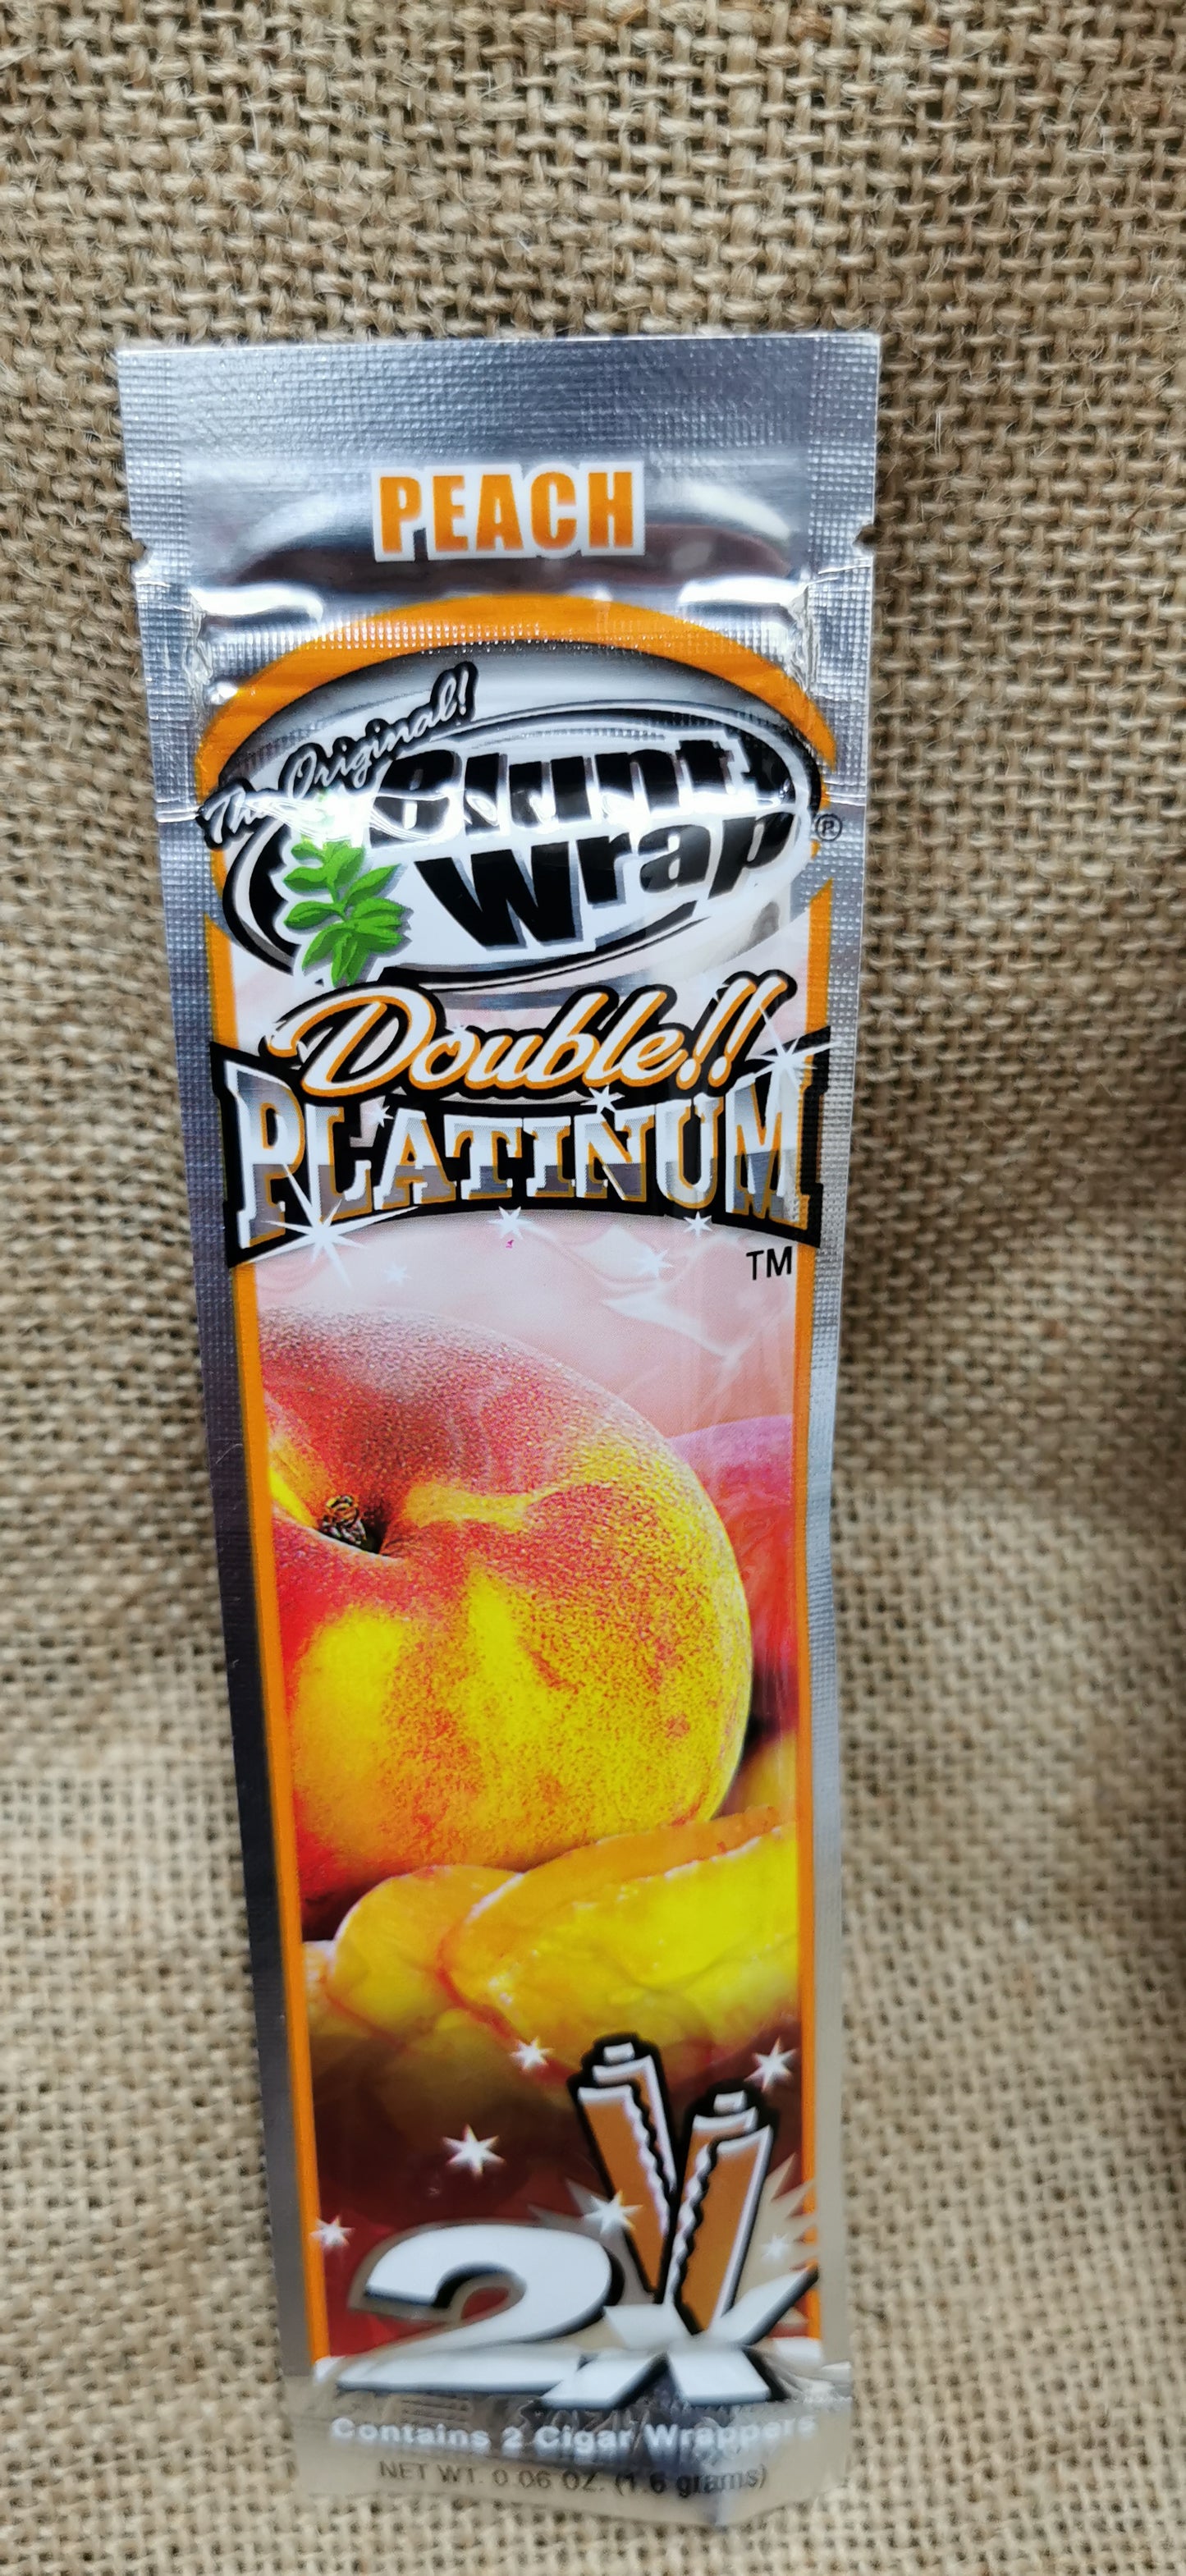 PEACH
The Original!
Blunt
Wrap®
Double!!
PLATINUM
TM
2x
Contains 2 Cigar Wrappers
NET WT. 0.06 OZ. (1.6 grams)